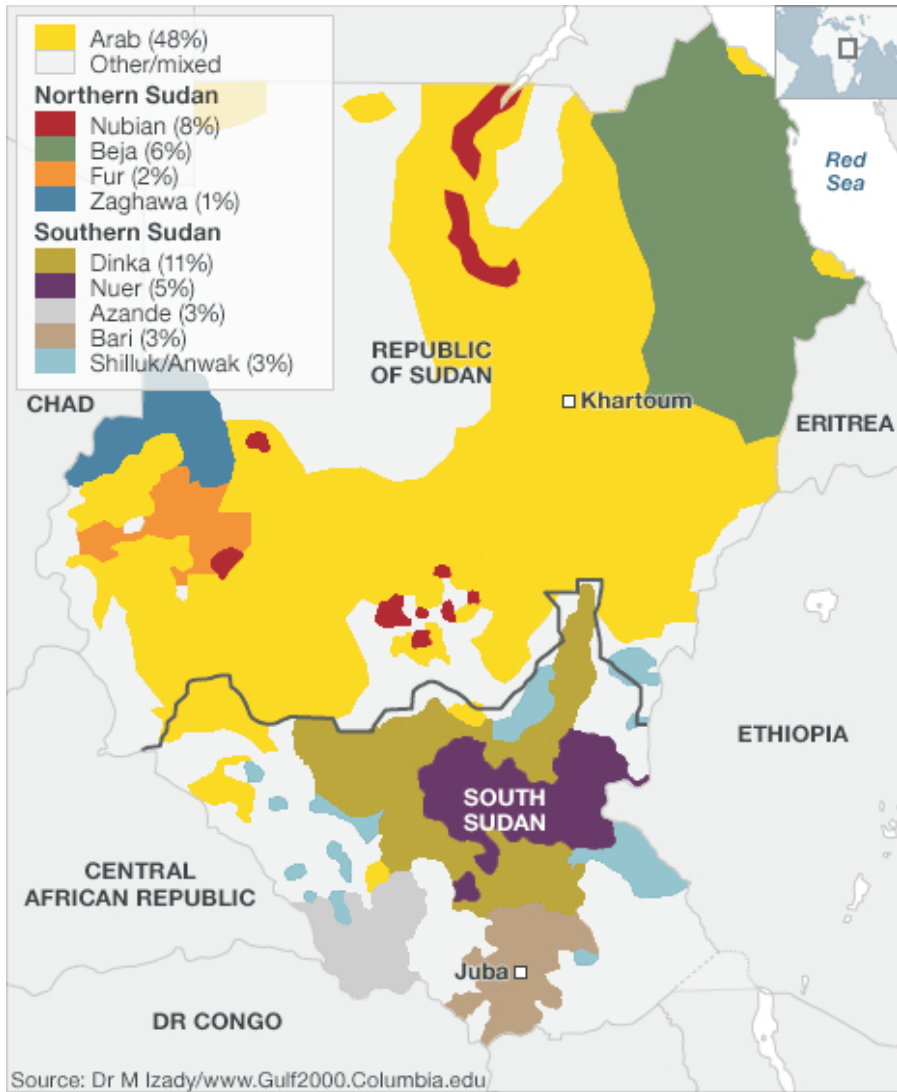 Arab (48%)
Other/mixed
Northern Sudan
Nubian (8%)
Beja (6%)
Fur (2%)
Zaghawa (1%)
Southern Sudan
Dinka (11%)
Nuer (5%)
Azande (3%)
Bari (3%)
Shilluk/Anwak (3%)
Red
Sea
REPUBLIC
OF SUDAN
Khartoum
CHAD
ERITREA
ETHIOPIA
SOUTH
SUDAN
CENTRAL
AFRICAN REPUBLIC
Juba
DR CONGO
Source: Dr M Izady/www.Gulf2000.Columbia.edu